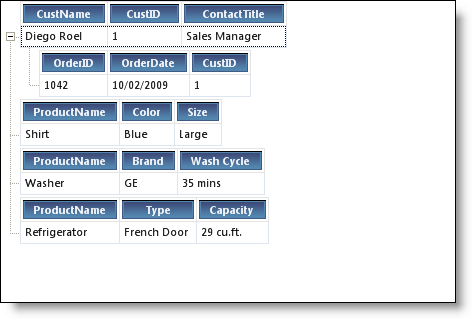 CustName CustID ContactTitle
Diego Roel 1 Sales Manager
OrderID OrderDate CustID
1042 10/02/2009 1
ProductName Color Size
Shirt Blue Large
ProductName Brand Wash Cycle
Washer GE 35 mins
ProductName Type Capacity
Refrigerator French Door 29 cu.ft.